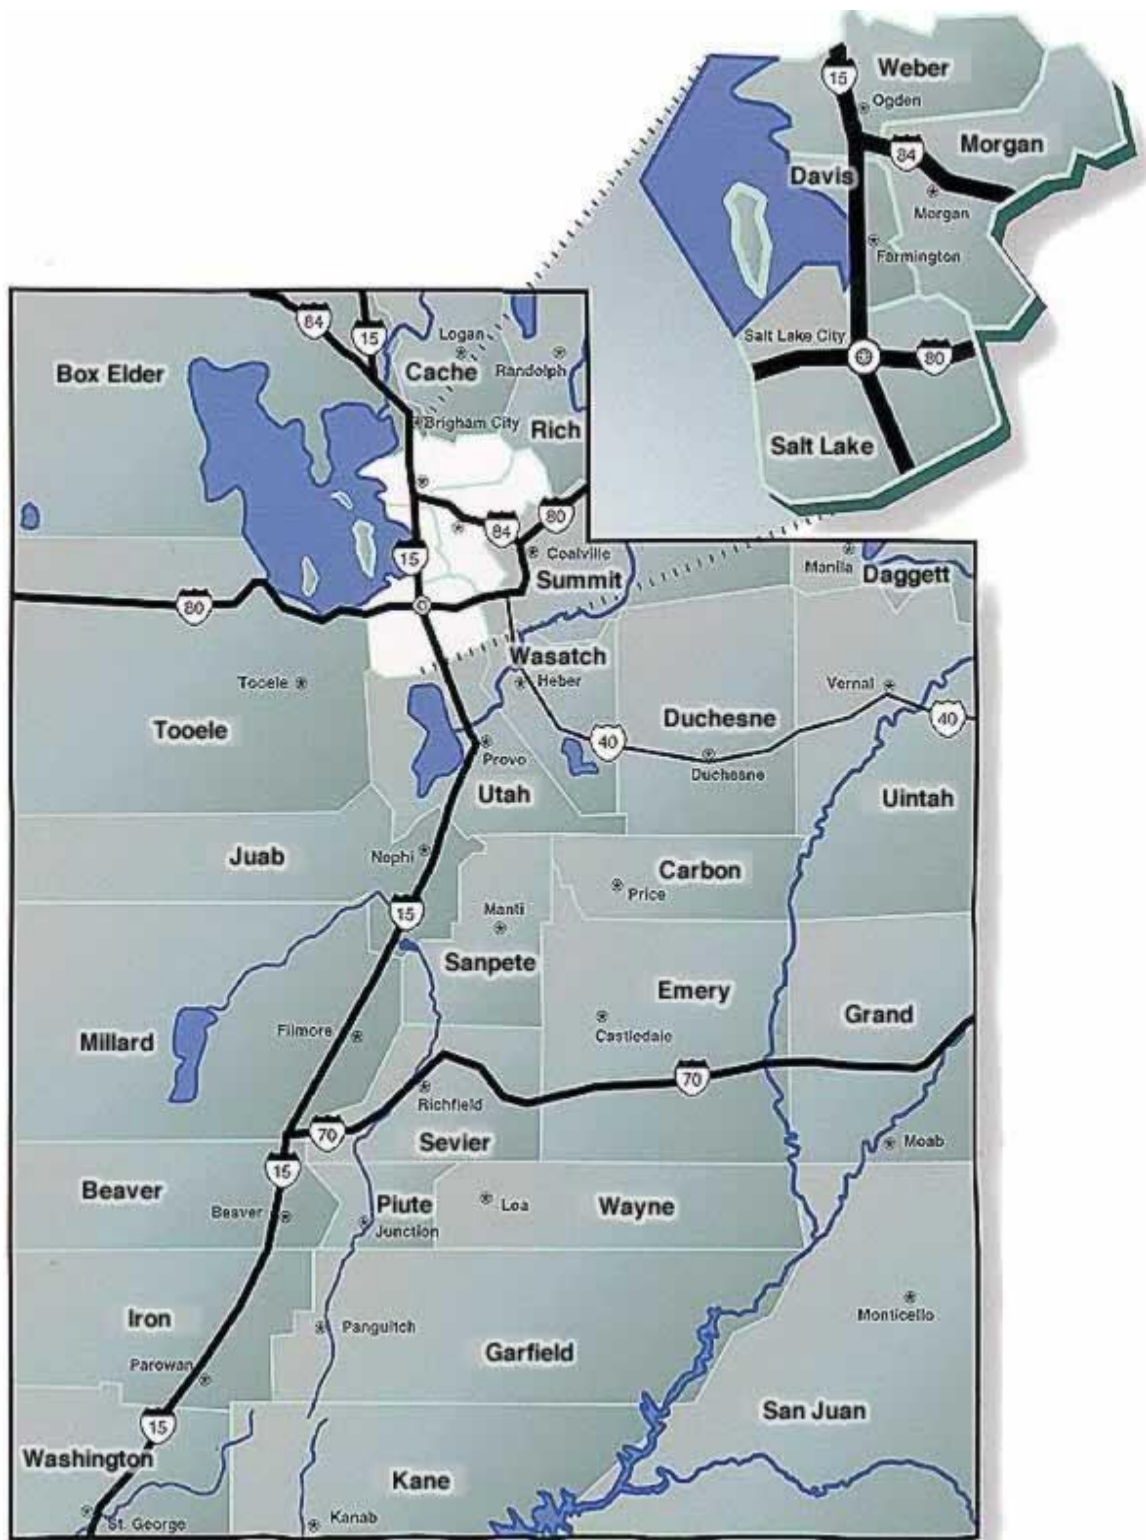 Weber
15
Ogden
Morgan
84
Davis
Morgan
Farmington
Salt Lake City
80
Salt Lake
84
15
Logan
Cache
Randolph
Box Elder
Brigham City
Rich
80
84
15
Coalville
Summit
Manila
Daggett
80
Wasatch
Heber
Tooele
Vernal
Tooele
Duchesne
40
40
Provo
Duchesne
Utah
Uintah
Juab
Nephi
Carbon
Price
15
Manti
Sanpete
Emery
Grand
Millard
Filmore
Castledale
70
Richfield
70
Sevier
Moab
15
Beaver
Beaver
Piute
Junction
Loa
Wayne
Iron
Monticello
Panguitch
Garfield
Parowan
San Juan
15
Washington
Kane
St. George
Kanab